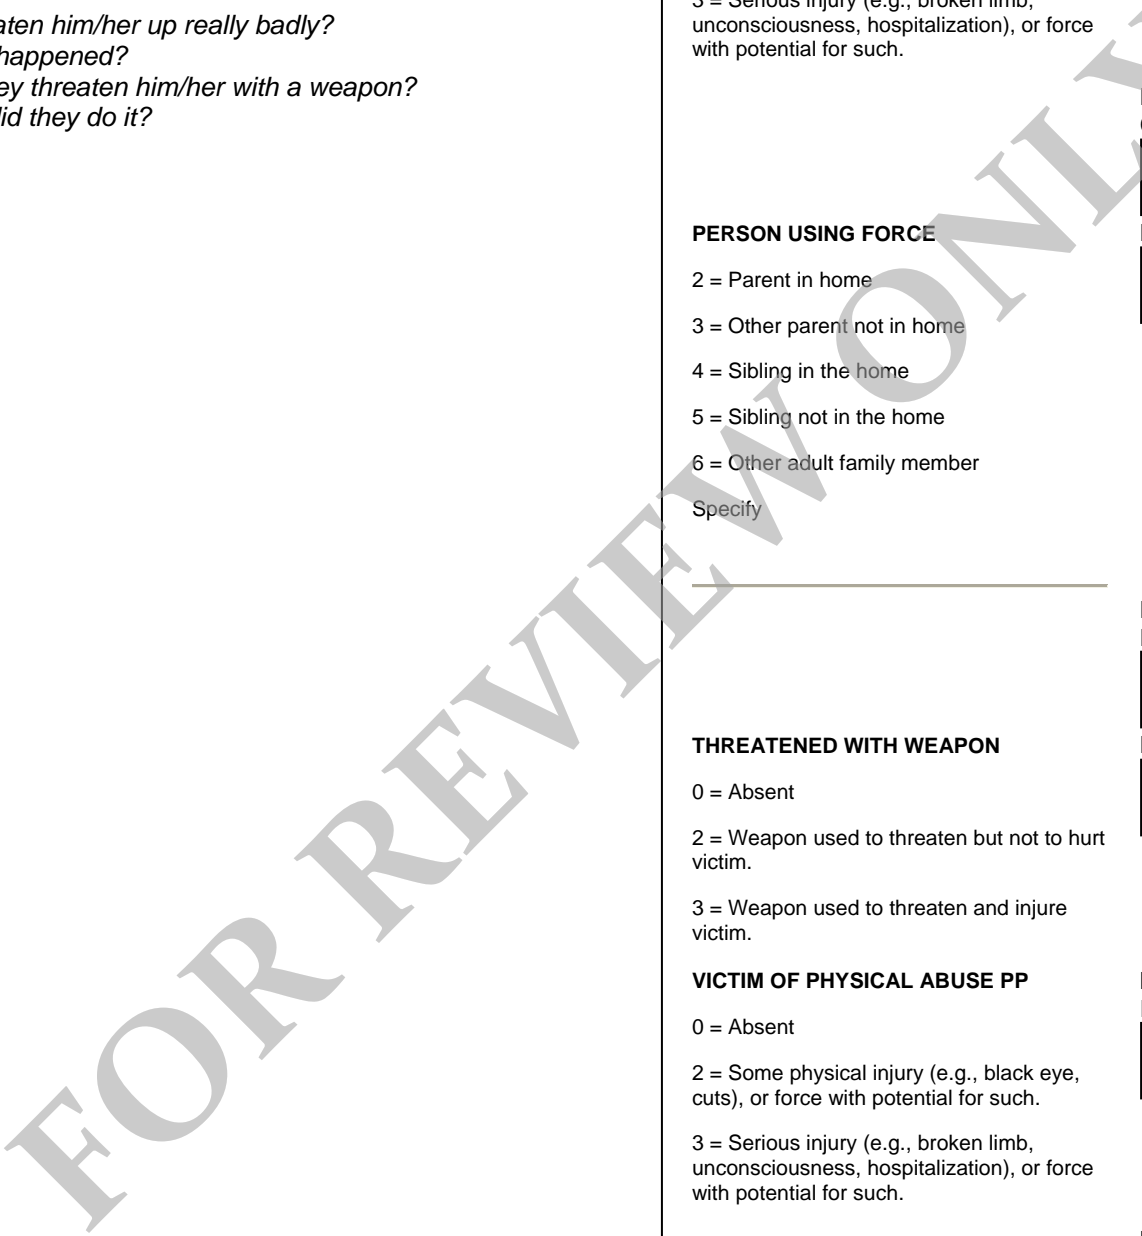 him/her up really badly?
happened?
threaten him/her with a weapon?
did they do it?
3 = Serious injury (e.g., broken limb,
unconsciousness, hospitalization), or force
with potential for such.
PERSON USING FORCE
2 = Parent in home
3 = Other parent not in home
4 = Sibling in the home
5 = Sibling not in the home
6 = Other adult family member
Specify
THREATENED WITH WEAPON
0 = Absent
2 = Weapon used to threaten but not to hurt
victim.
3 = Weapon used to threaten and injure
victim.
VICTIM OF PHYSICAL ABUSE PP
0 = Absent
2 = Some physical injury (e.g., black eye,
cuts), or force with potential for such.
3 = Serious injury (e.g., broken limb,
unconsciousness, hospitalization), or force
with potential for such.
FOR REVIEW ONLY